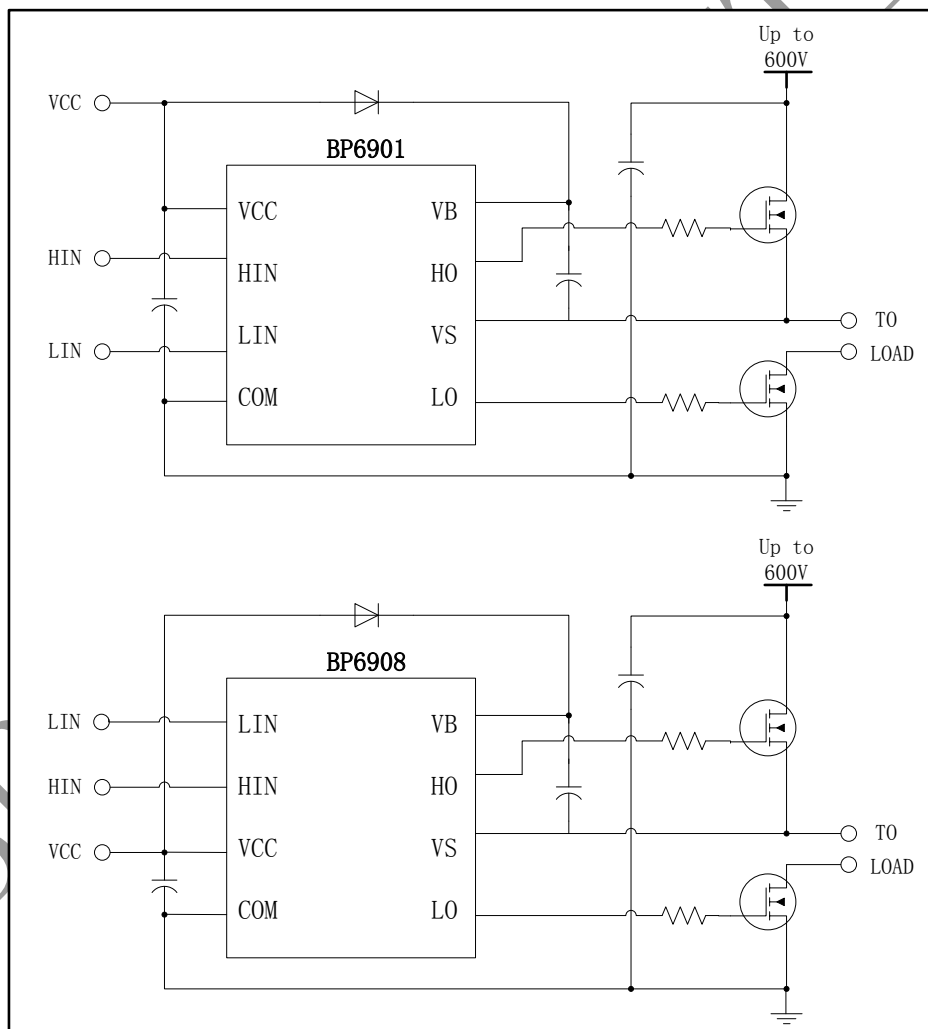 Up to
600V
VCC
BP6901
VCC
VB
HIN
HIN
HO
LIN
LIN
VS
TO
LOAD
COM
LO
Up to
600V
BP6908
LIN
LIN
VB
HIN
HIN
HO
VCC
VCC
VS
TO
LOAD
COM
LO